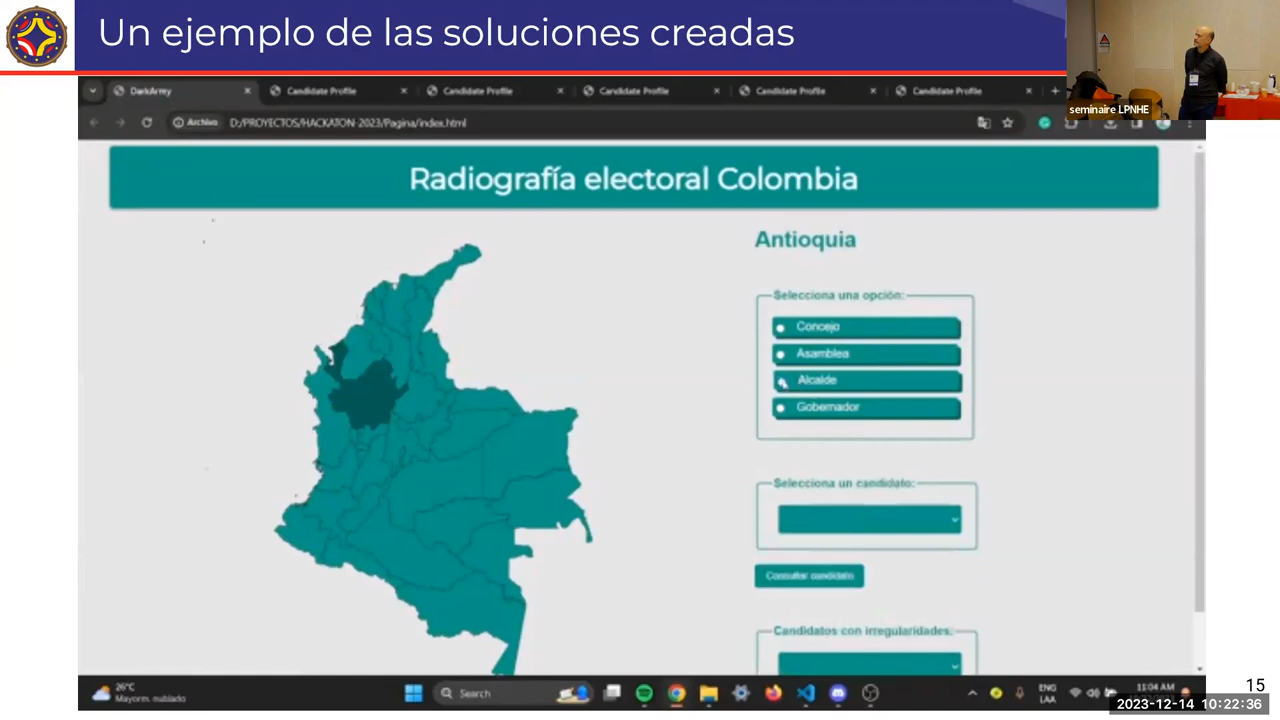 Un ejemplo de las soluciones creadas
seminaire LPNHE
DarkArmy
Candidate Profile
Candidate Profile
Candidate Profile
Candidate Profile
Candidate Profile
Archivo
D:/PROYECTOS/HACKATON-2023/Pagina/index.html
Radiografía electoral Colombia
Antioquia
Selecciona una opción:
Concejo
Asamblea
Alcalde
Gobernador
Selecciona un candidato:
Consultar candidato
Candidatos con irregularidades:
26°C
Mayorm. nublado
Search
ENG
LAA
11:04 AM
15
2023-12-14 10:22:36